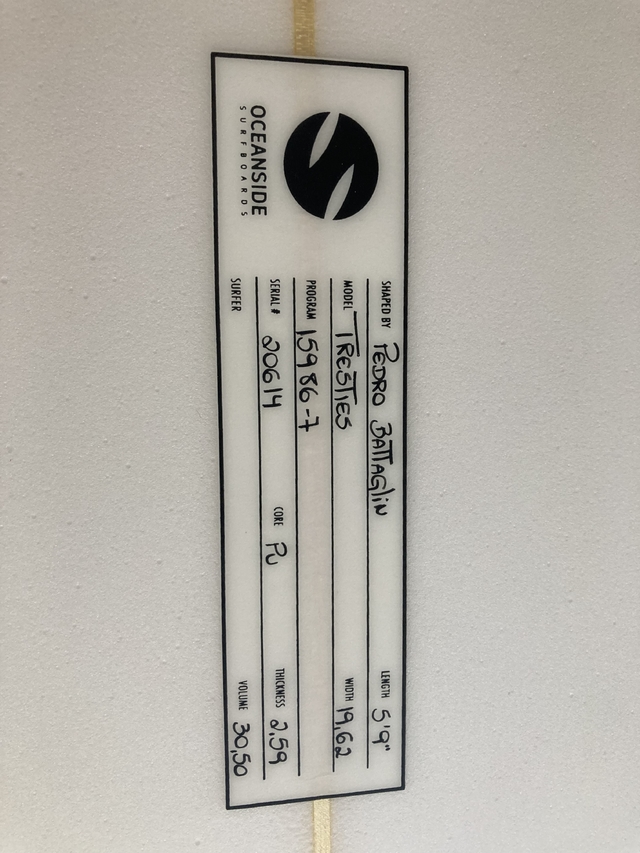 OCEANSIDE
SURFBOARDS
SHAPED BY PEDRO BATTAGLIN LENGTH 5'9"
MODEL TRESTIES WIDTH 19,62
PROGRAM 15986-7
SERIAL # 20614 CORE PU THICKNESS 2,59
SURFER VOLUME 30,50